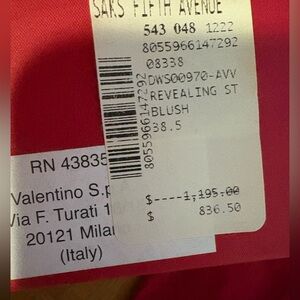 SAKS FIFTH AVENUE
543 048 1222
8055966147292
08338
DWS00970-AVV
REVEALING ST
BLUSH
38.5
8055966147292
$----1,195.00
$ 836.50
RN 43835
Valentino S.p
Via F. Turati 1
20121 Milan
(Italy)